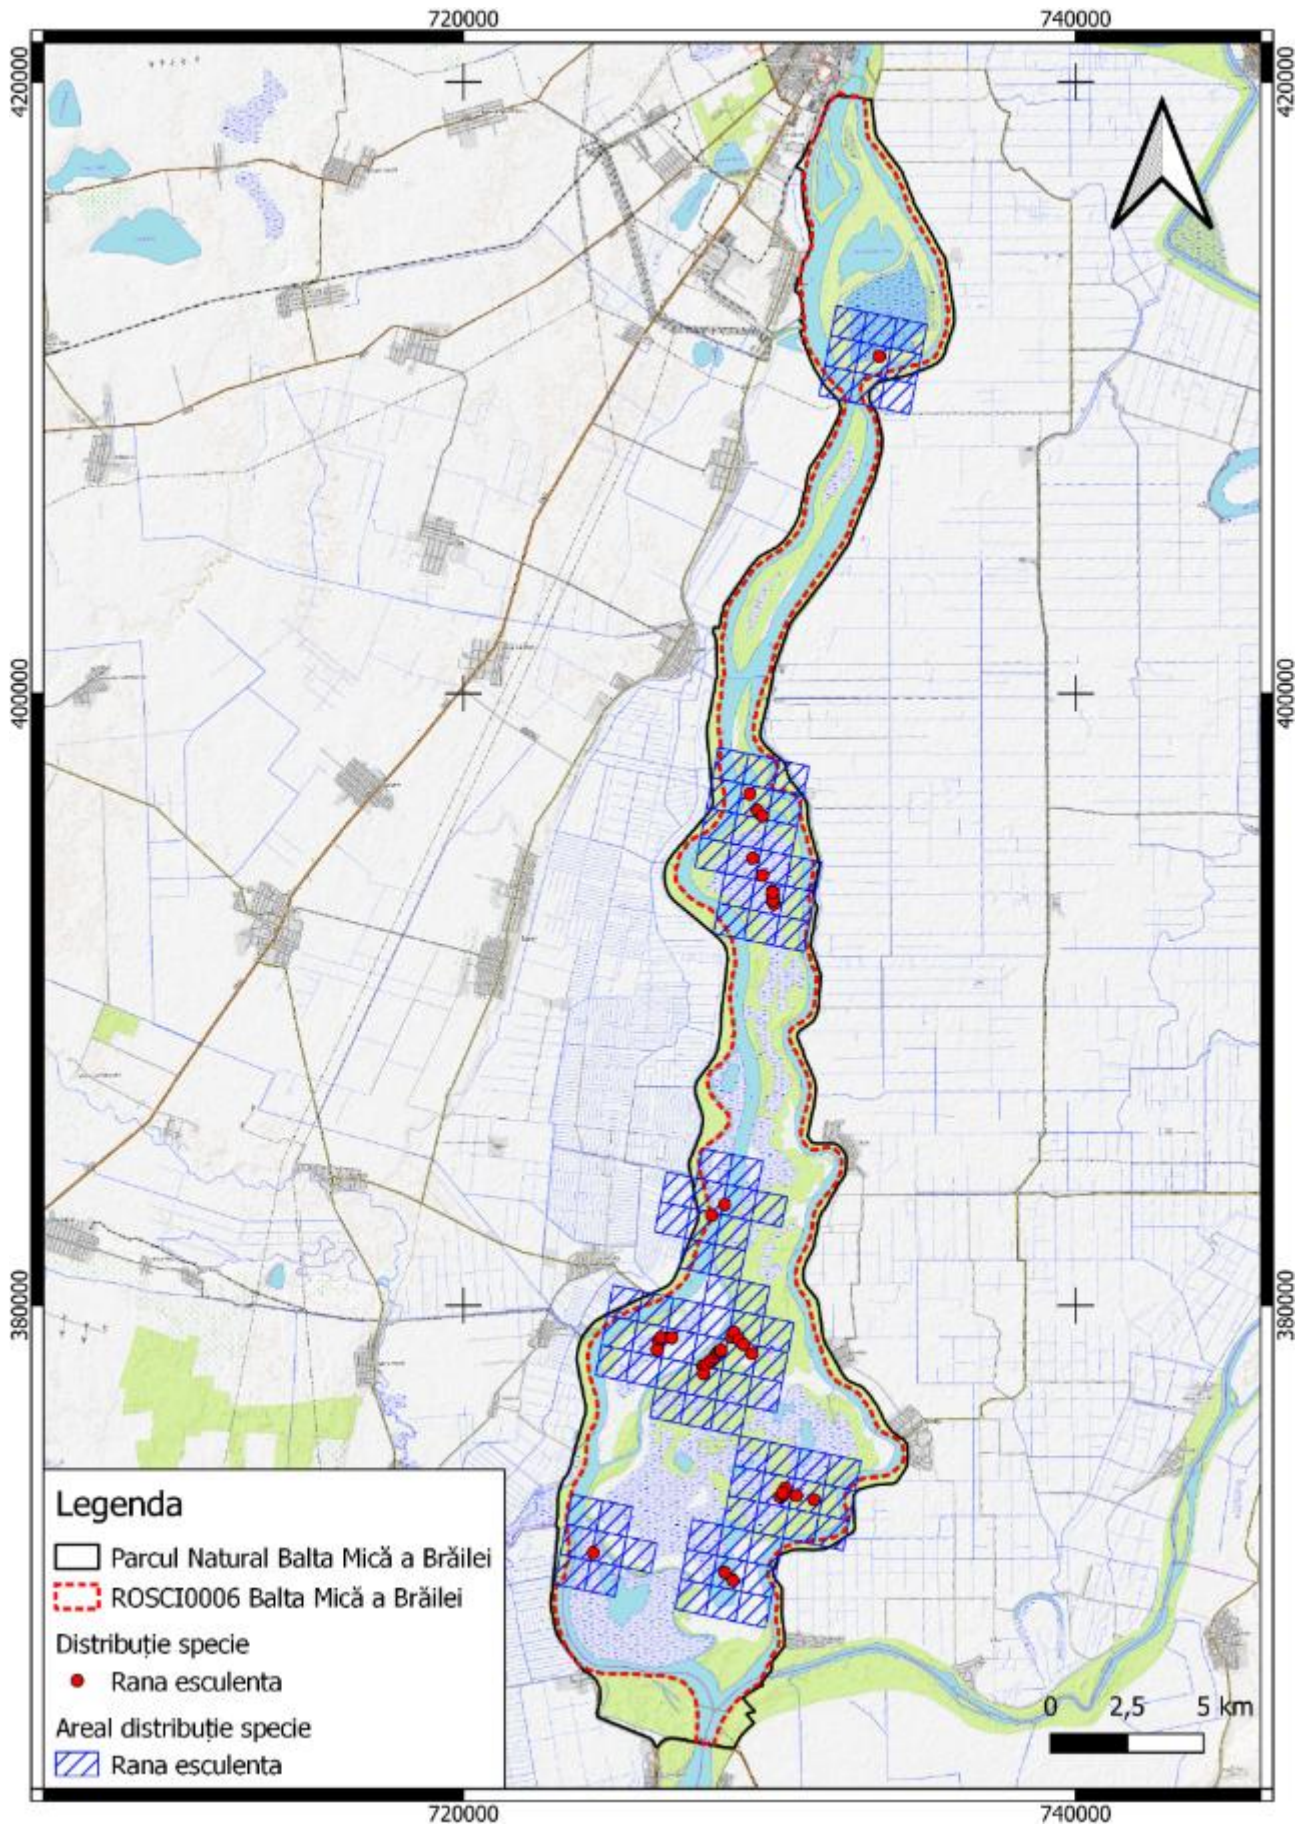 720000
740000
420000
420000
400000
400000
380000
380000
Legenda
Parcul Natural Balta Mică a Brăilei
ROSCI0006 Balta Mică a Brăilei
Distribuție specie
Rana esculenta
Areal distribuție specie
Rana esculenta
0 2,5 5 km
720000
740000